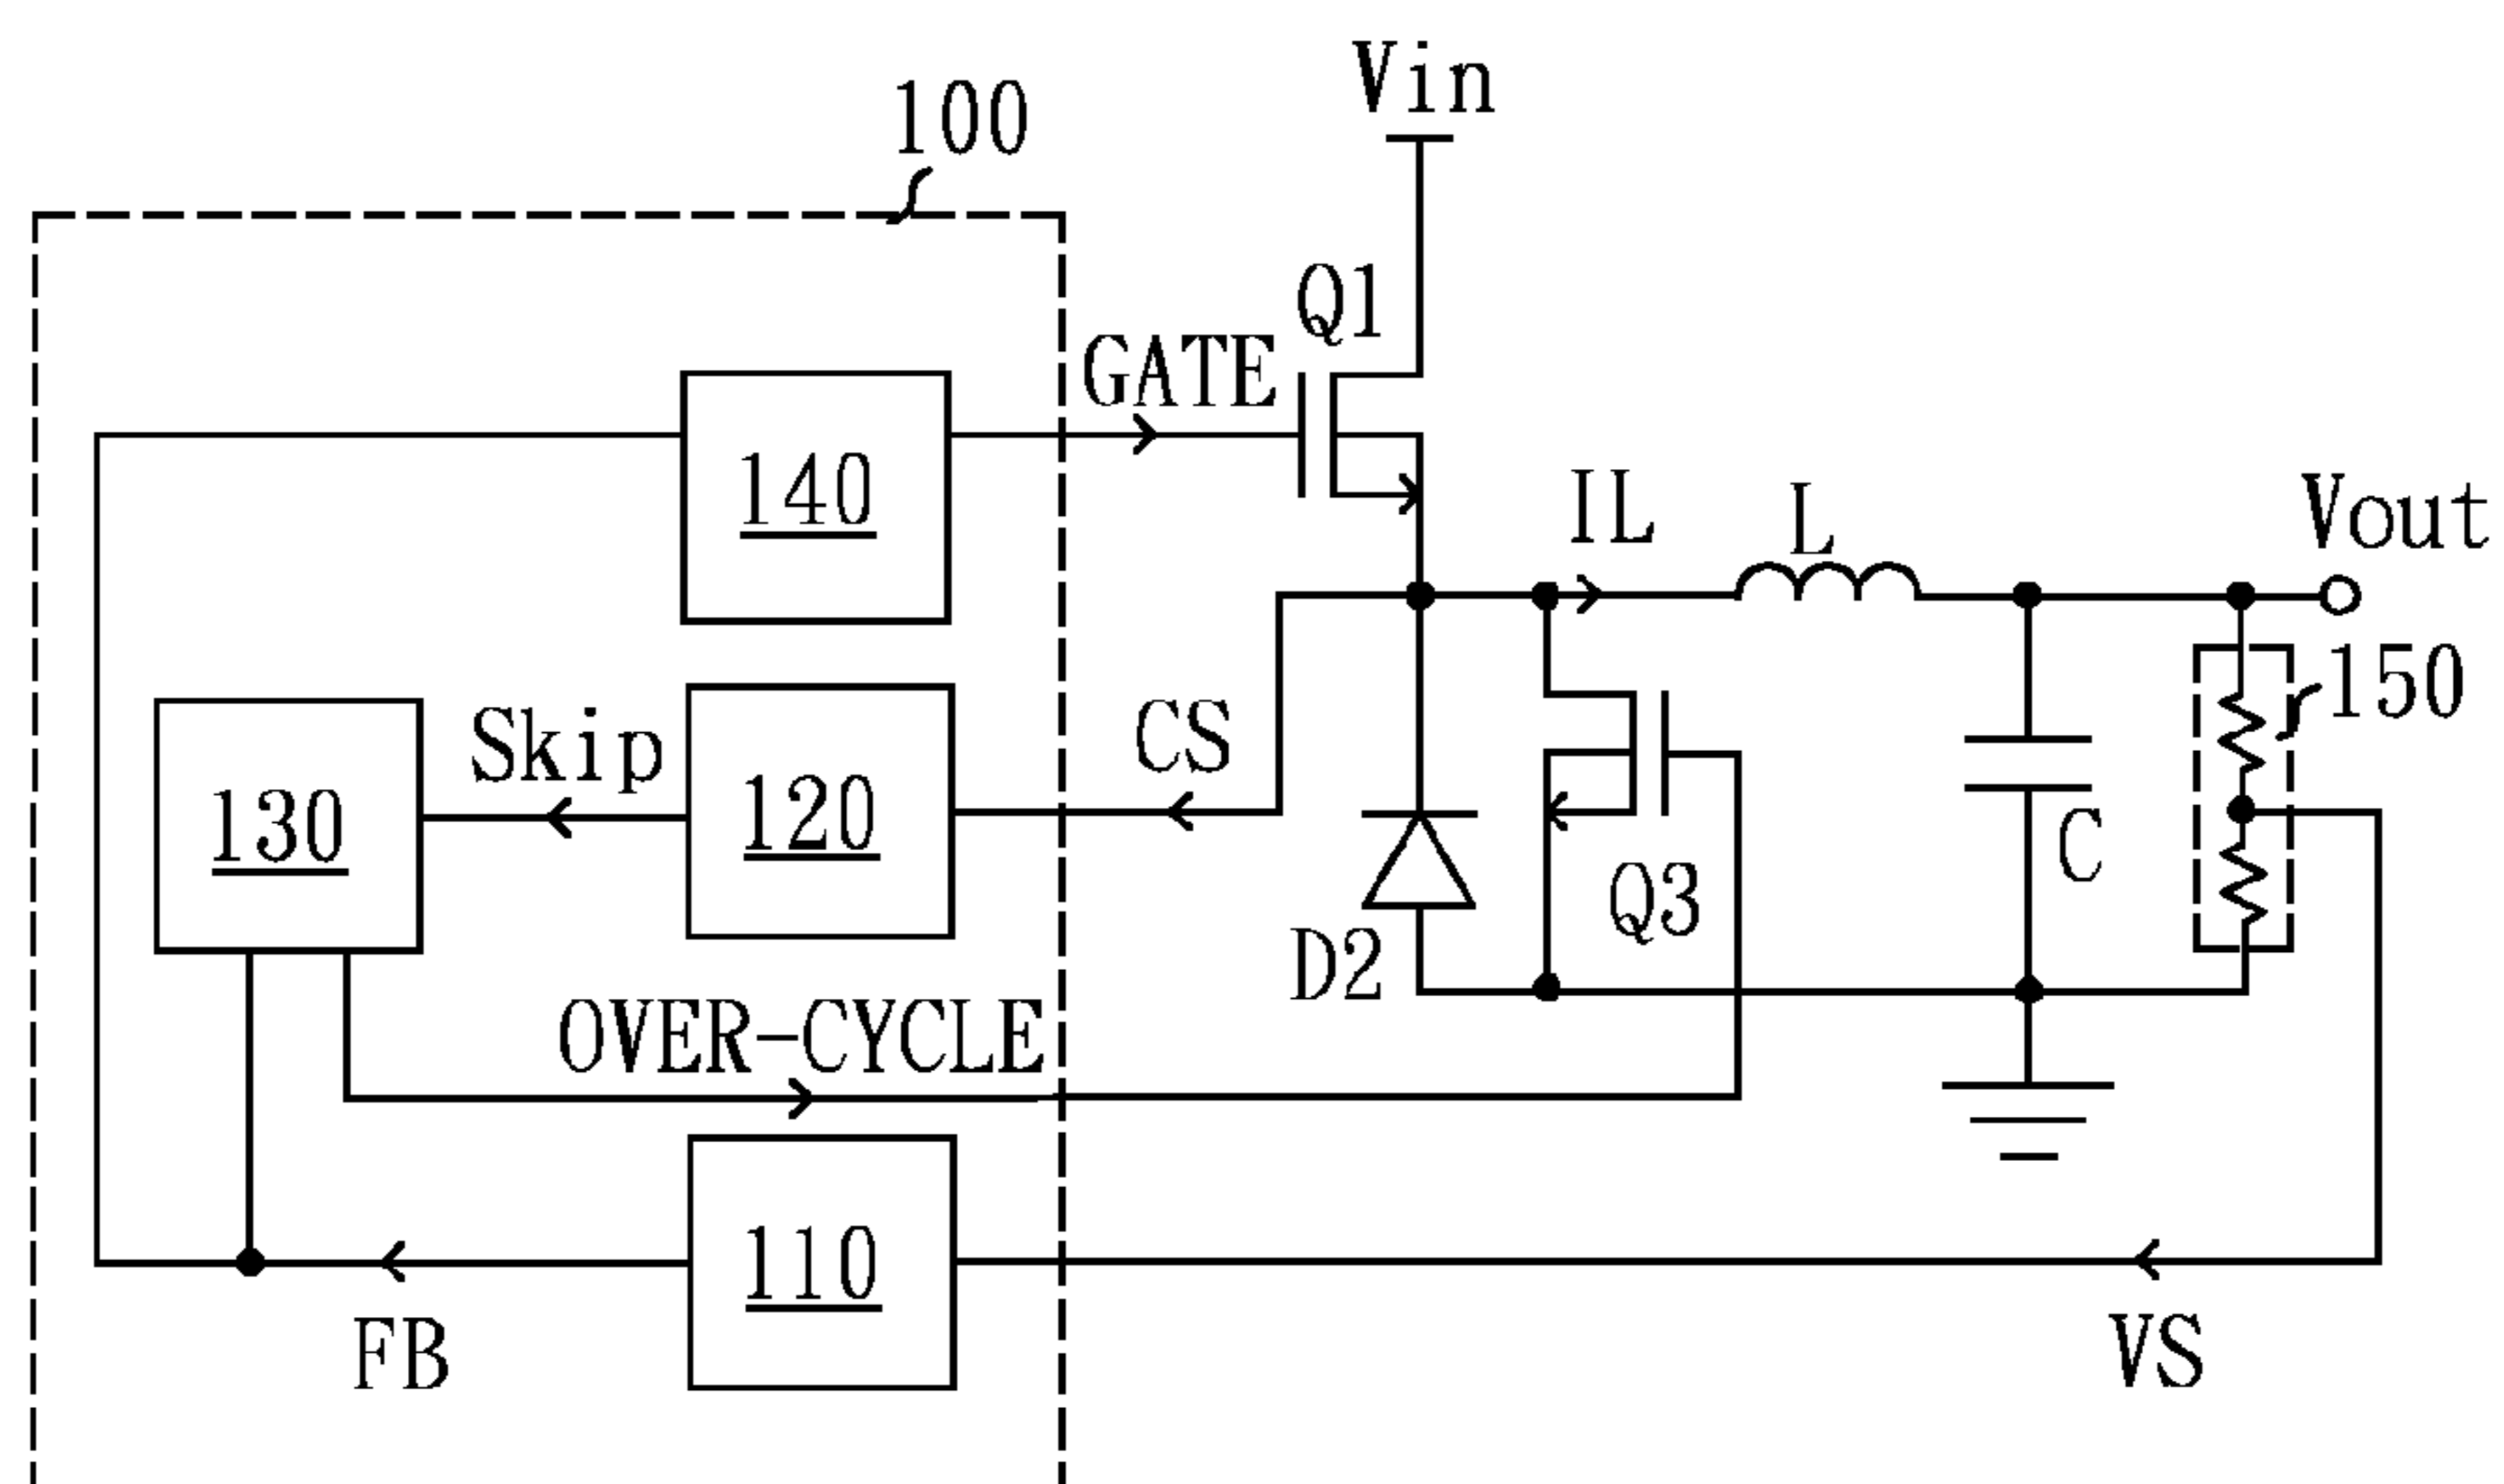 Vin
100
Q1
GATE
IL
L
Vout
140
150
Skip
CS
130
120
C
Q3
D2
OVER-CYCLE
110
FB
VS